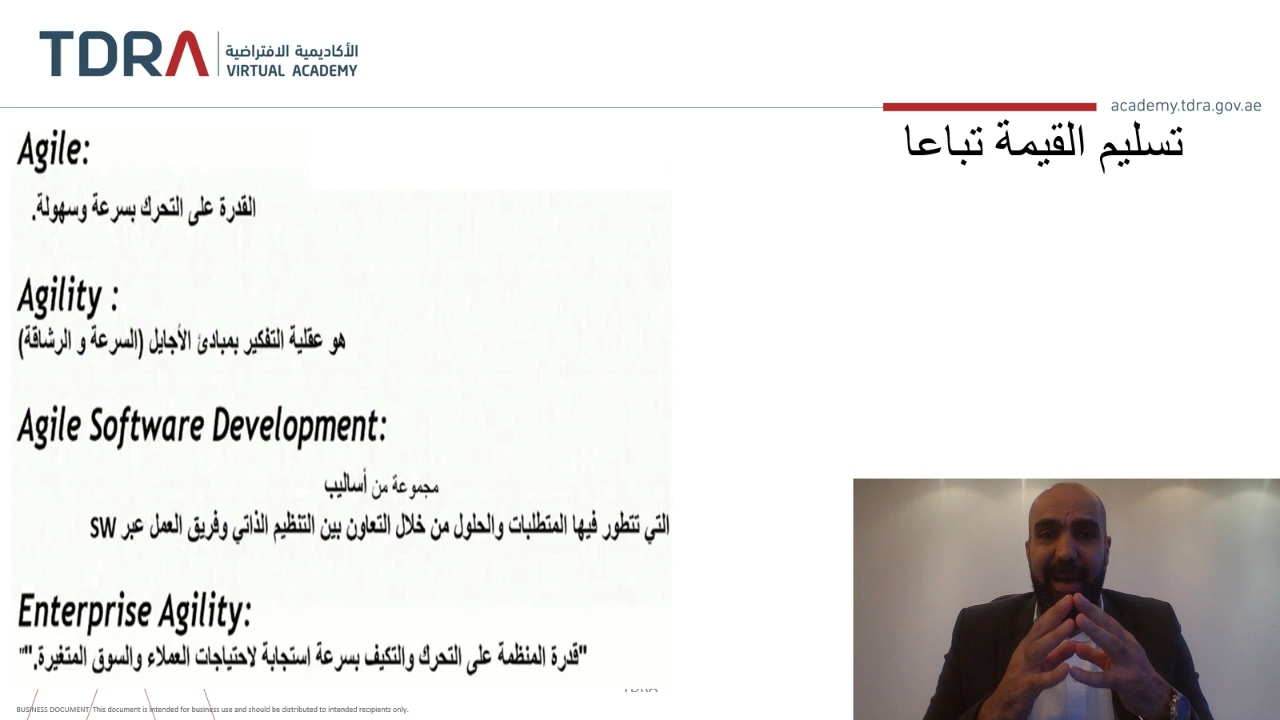 TDRA
الأكاديمية الافتراضية
VIRTUAL ACADEMY
academy.tdra.gov.ae
تسليم القيمة تباعا
Agile:
القدرة على التحرك بسرعة وسهولة.
Agility :
هو عقلية التفكير بمبادئ الأجايل (السرعة و الرشاقة)
Agile Software Development:
مجموعة من أساليب
التي تتطور فيها المتطلبات والحلول من خلال التعاون بين التنظيم الذاتي وفريق العمل عبر SW
Enterprise Agility:
"قدرة المنظمة على التحرك والتكيف بسرعة استجابة لاحتياجات العملاء والسوق المتغيرة.""
BUSINESS DOCUMENT: This document is intended for business use and should be distributed to intended recipients only.